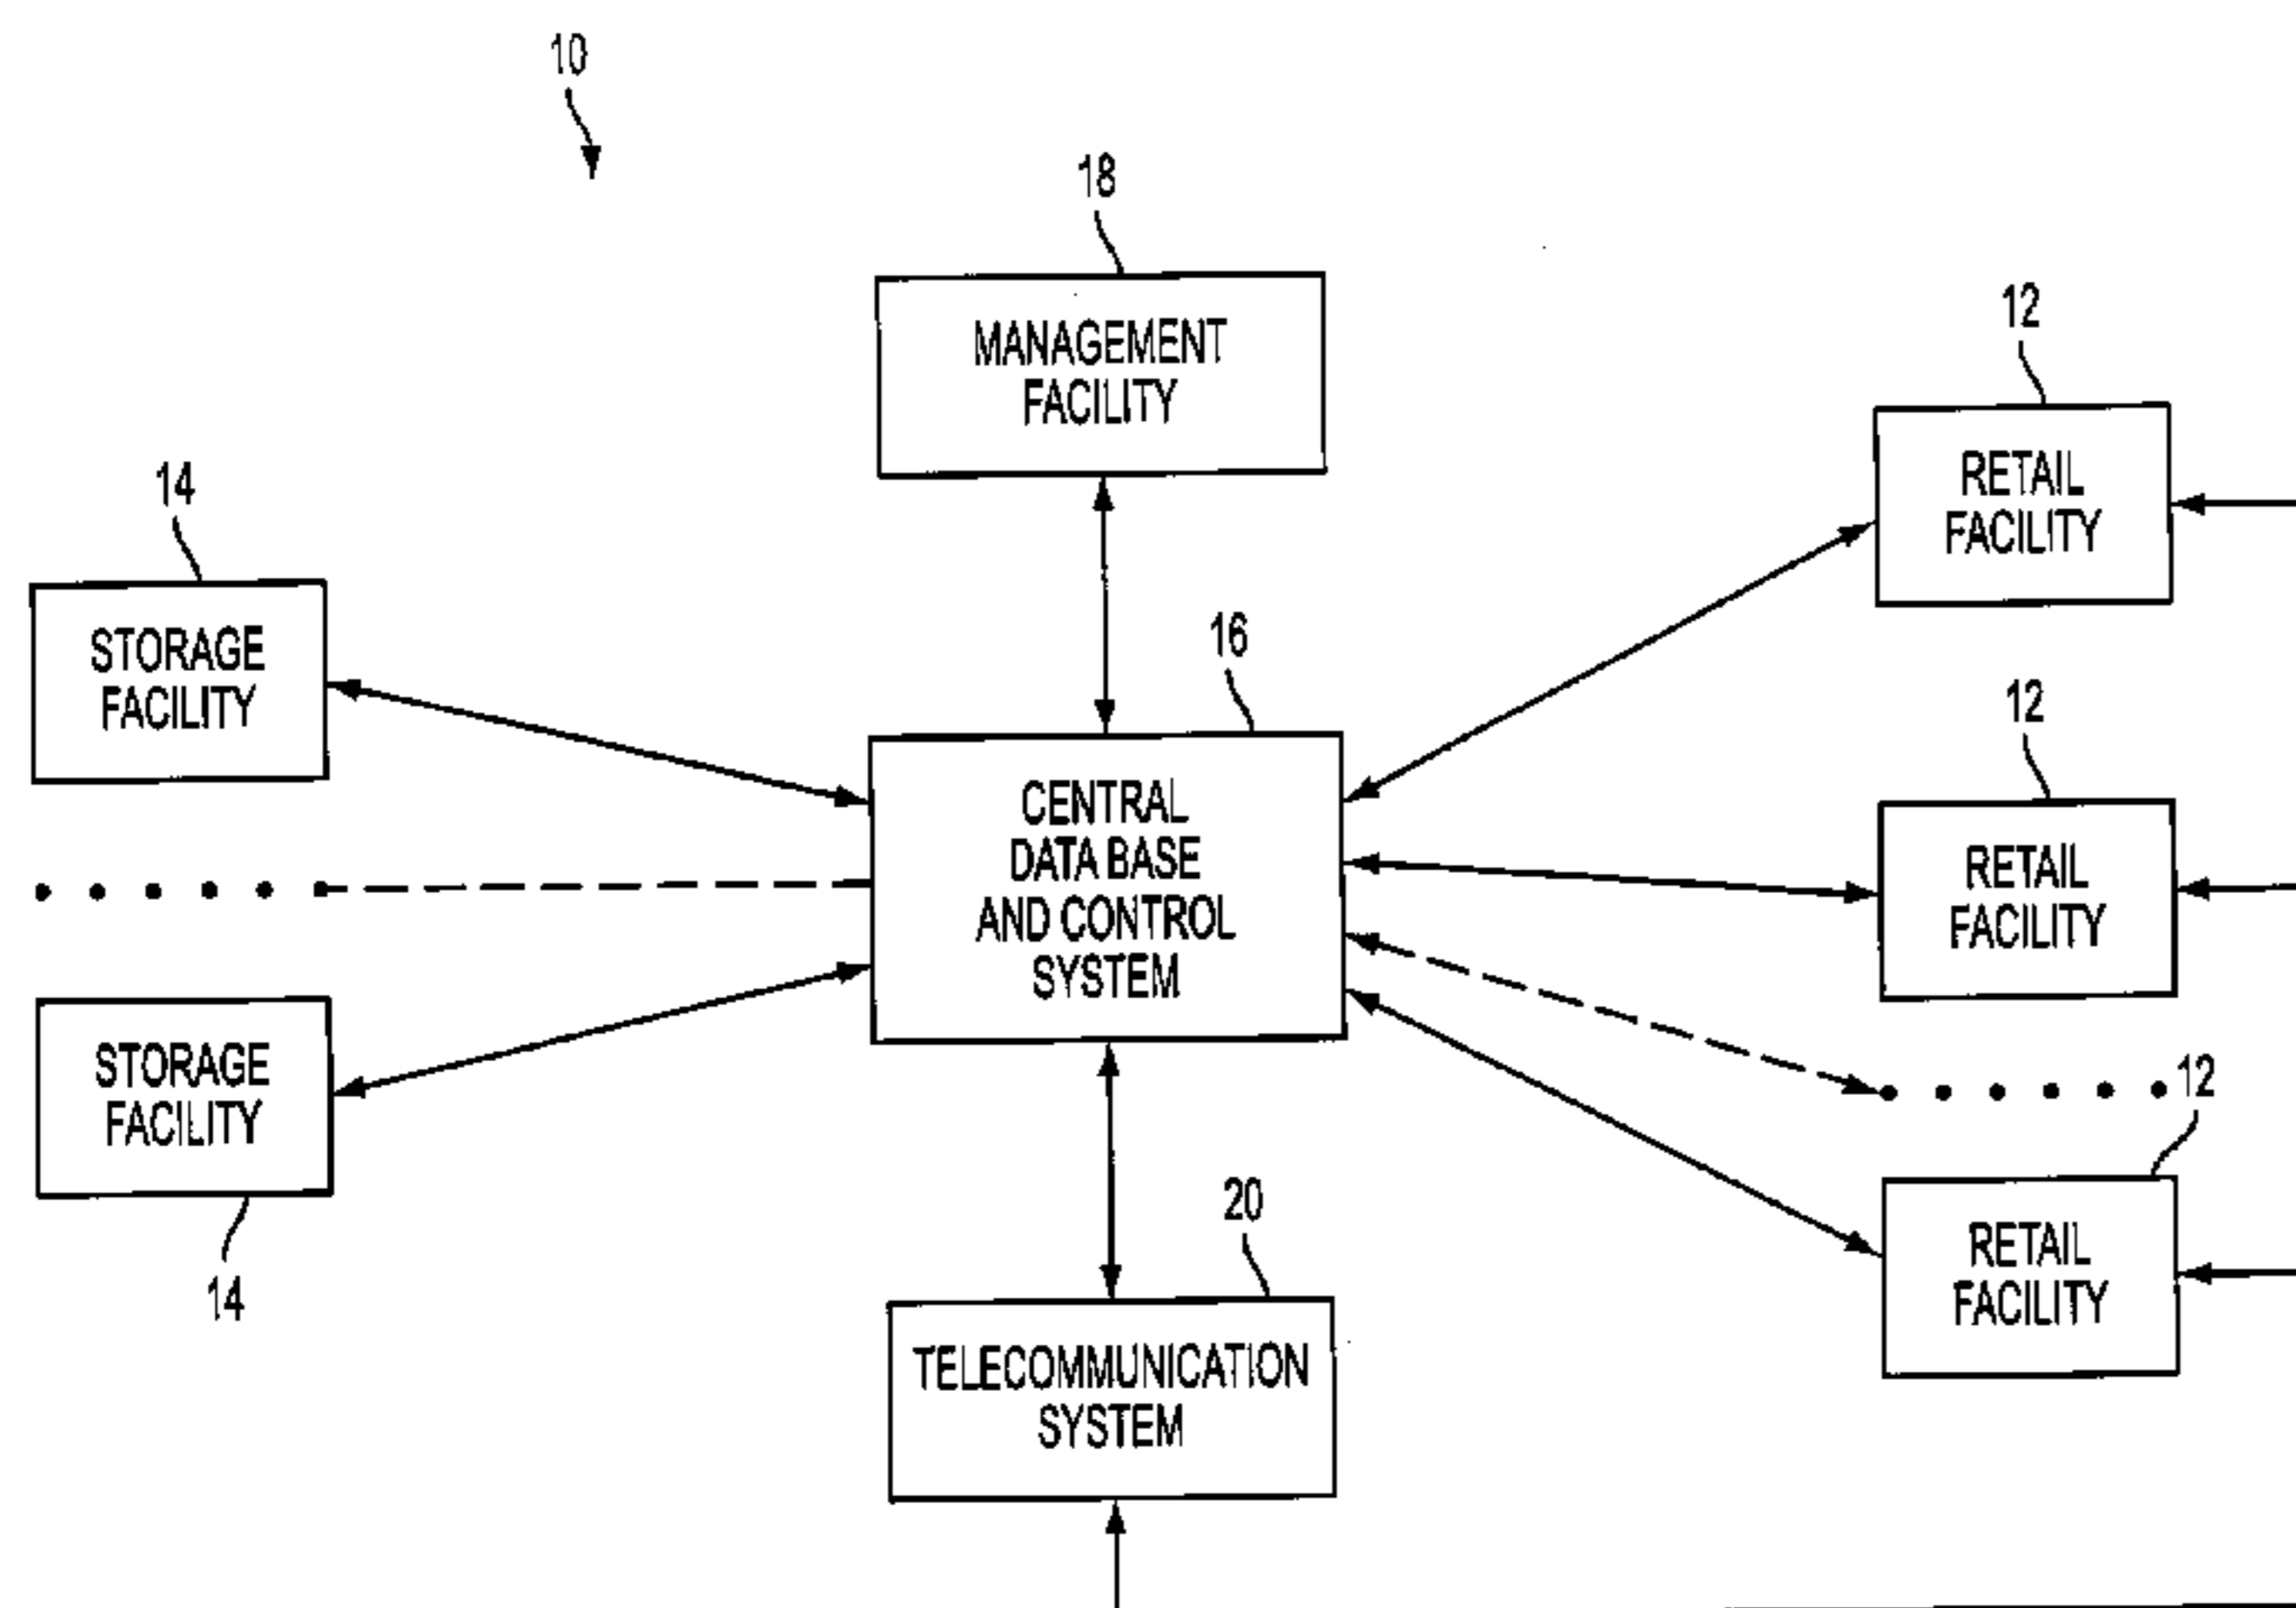 10
18
MANAGEMENT
FACILITY
12
RETAIL
FACILITY
14
STORAGE
FACILITY
16
CENTRAL
DATA BASE
AND CONTROL
SYSTEM
12
RETAIL
FACILITY
STORAGE
FACILITY
14
12
RETAIL
FACILITY
20
TELECOMMUNICATION
SYSTEM